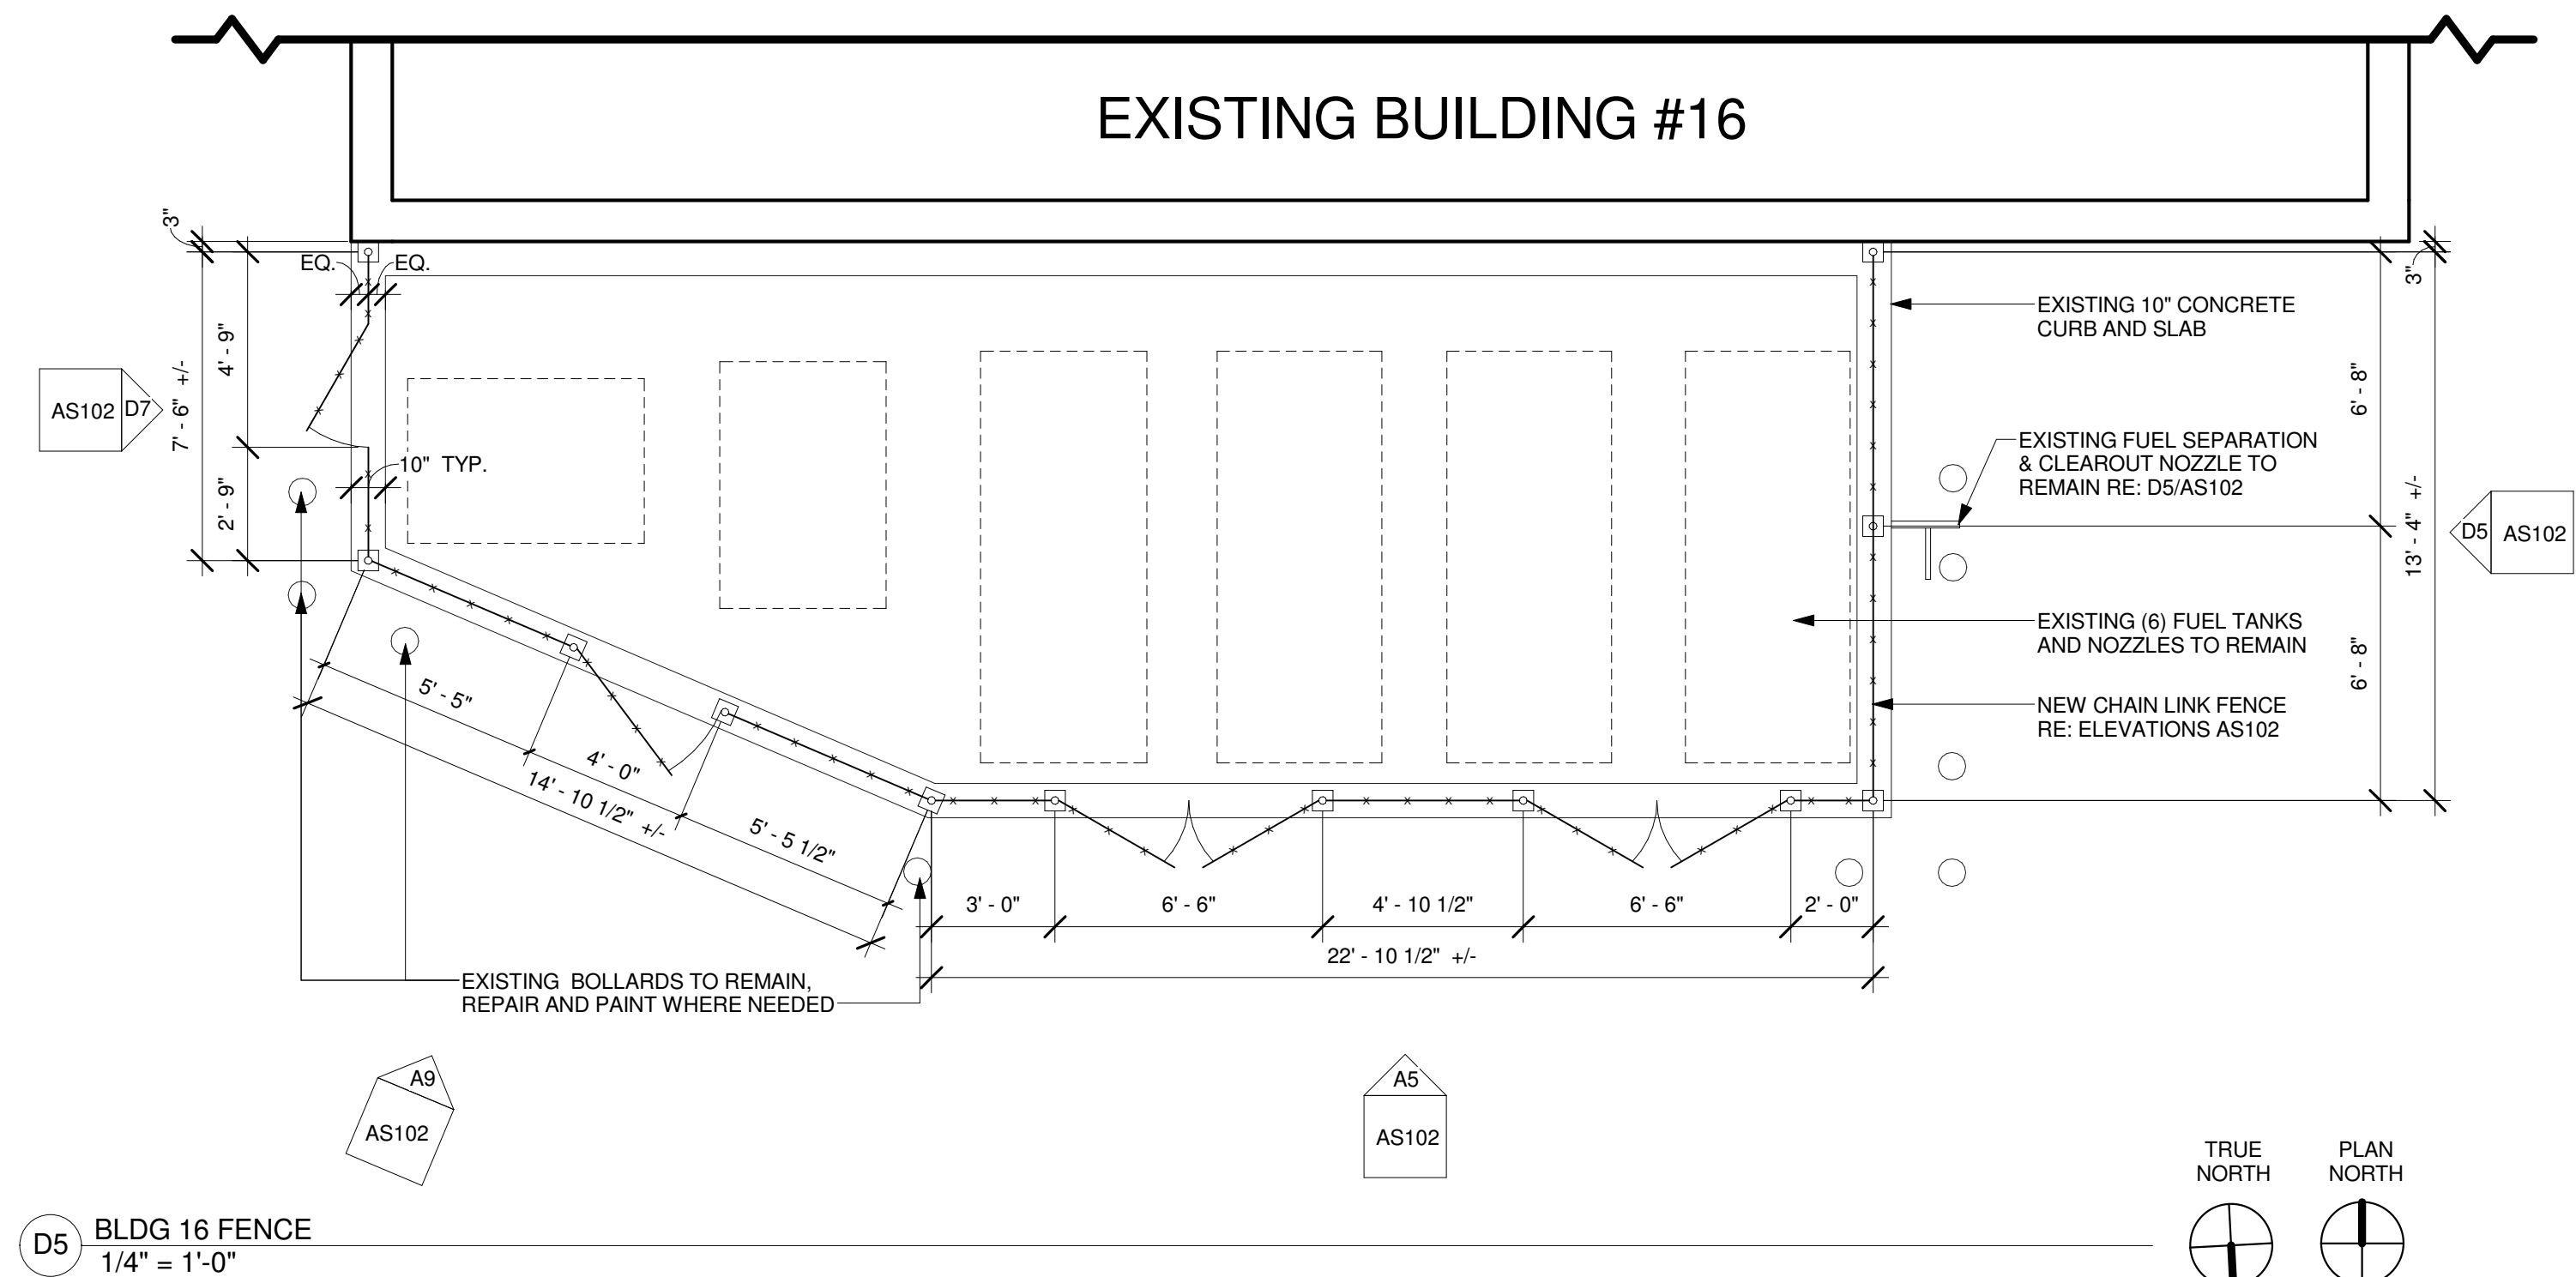 EXISTING BUILDING #16
3"
EQ.
EQ.
3"
EXISTING 10" CONCRETE
CURB AND SLAB
4' - 9"
7' - 6" +/-
6' - 8"
AS102
D7
EXISTING FUEL SEPARATION
& CLEAROUT NOZZLE TO
REMAIN RE: D5/AS102
10" TYP.
2' - 9"
13' - 4" +/-
D5
AS102
EXISTING (6) FUEL TANKS
AND NOZZLES TO REMAIN
6' - 8"
5' - 5"
NEW CHAIN LINK FENCE
RE: ELEVATIONS AS102
4' - 0"
14' - 10 1/2" +/-
5' - 5 1/2"
3' - 0"
6' - 6"
4' - 10 1/2"
6' - 6"
2' - 0"
22' - 10 1/2" +/-
EXISTING BOLLARDS TO REMAIN,
REPAIR AND PAINT WHERE NEEDED
A9
AS102
A5
AS102
TRUE
NORTH
PLAN
NORTH
D5
BLDG 16 FENCE
1/4" = 1'-0"